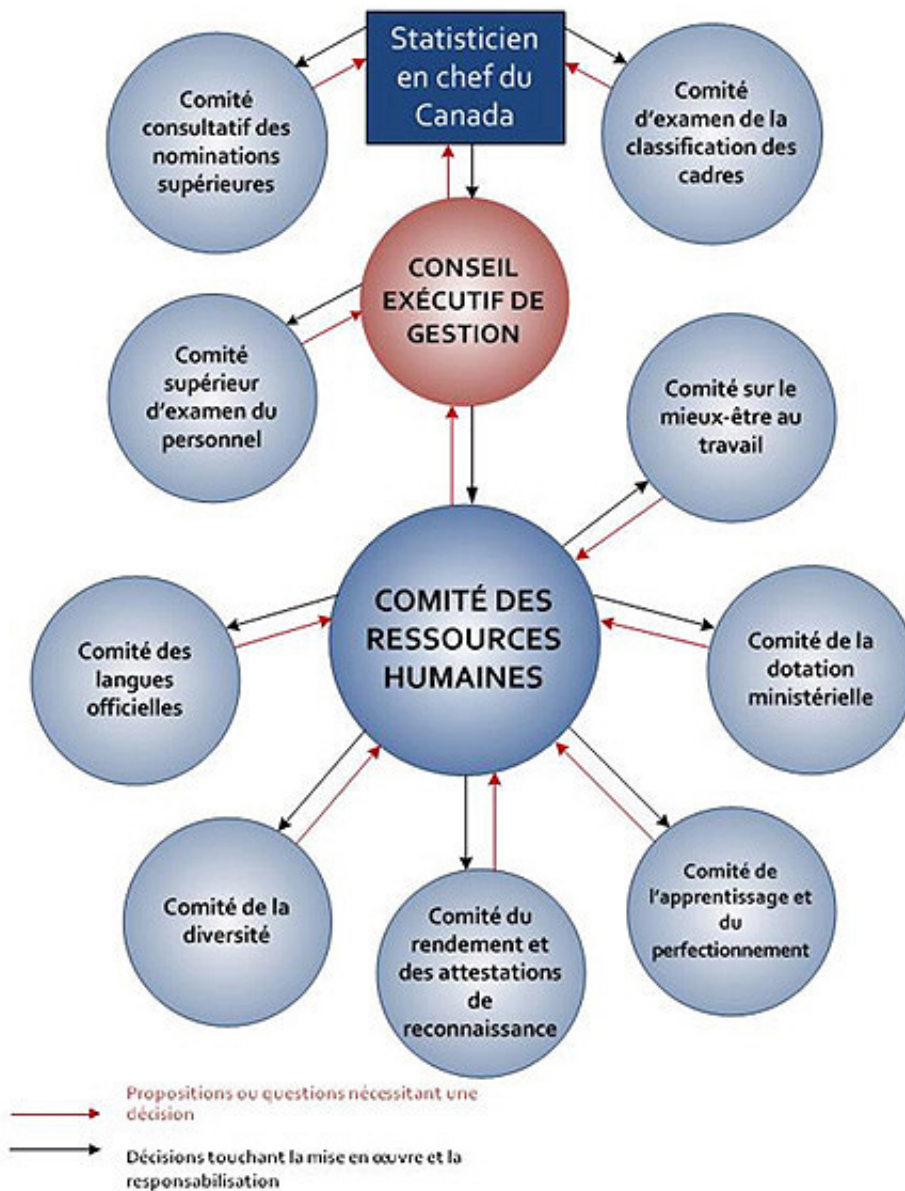 Statisticien
en chef du
Canada
Comité
consultatif des
nominations
supérieures
Comité
d'examen de la
classification des
cadres
CONSEIL
EXÉCUTIF DE
GESTION
Comité
supérieur
d'examen du
personnel
Comité sur le
mieux-être au
travail
COMITÉ DES
RESSOURCES
HUMAINES
Comité des
langues
officielles
Comité de la
dotation
ministérielle
Comité de la
diversité
Comité du
rendement et
des attestations
de
reconnaissance
Comité de
l'apprentissage et
du
perfectionnement
Propositions ou questions nécessitant une
décision
Décisions touchant la mise en œuvre et la
responsabilisation